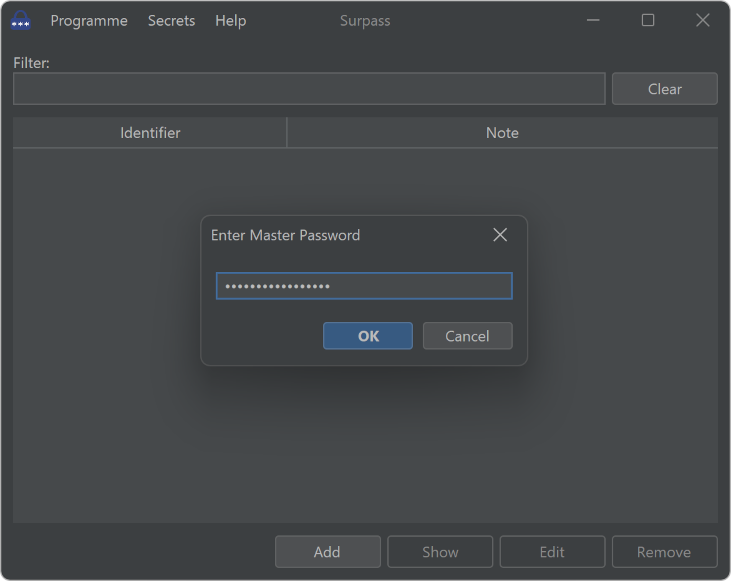 Programme Secrets Help Surpass
Filter:
Clear
Identifier Note
Enter Master Password
•••••••••••••••••
OK Cancel
Add Show Edit Remove